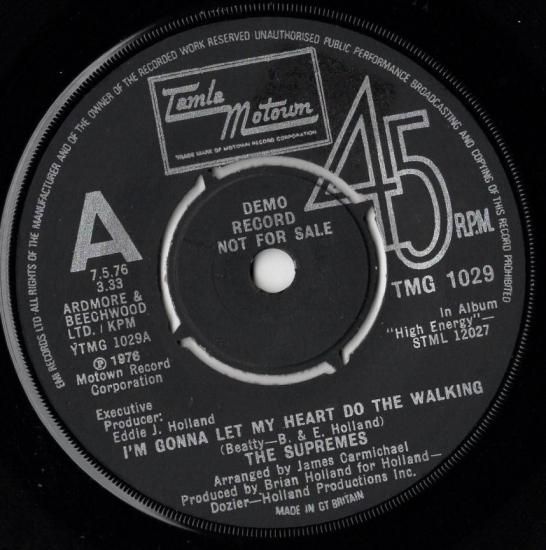 EMI RECORDS LTD ALL RIGHTS OF THE MANUFACTURER AND OF THE OWNER OF THE RECORDED WORK RESERVED UNAUTHORISED PUBLIC PERFORMANCE BROADCASTING AND COPYING OF THIS RECORD PROHIBITED
Tamla
Motown
TRADE MARK OF MOTOWN RECORD CORPORATION
45
R.P.M.
A
DEMO
RECORD
NOT FOR SALE
7.5.76
3.33
ARDMORE &
BEECHWOOD
LTD. / KPM
YTMG 1029A
℗ 1976
Motown Record
Corporation
TMG 1029
In Album
"High Energy"—
STML 12027
Executive
Producer:
Eddie J. Holland
I'M GONNA LET MY HEART DO THE WALKING
(Beatty—B. & E. Holland)
THE SUPREMES
Arranged by James Carmichael
Produced by Brian Holland for Holland—
Dozier—Holland Productions Inc.
MADE IN GT BRITAIN